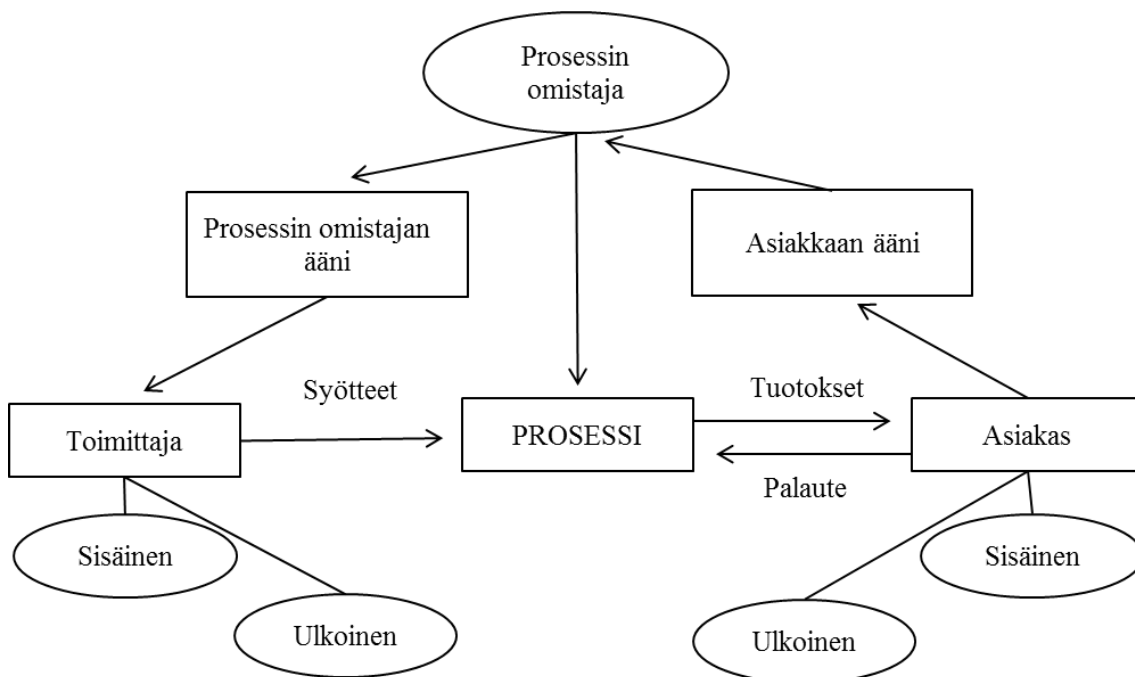 Prosessin
omistaja
Prosessin omistajan
ääni
Asiakkaan ääni
Syötteet
Tuotokset
Toimittaja
PROSESSI
Asiakas
Palaute
Sisäinen
Sisäinen
Ulkoinen
Ulkoinen